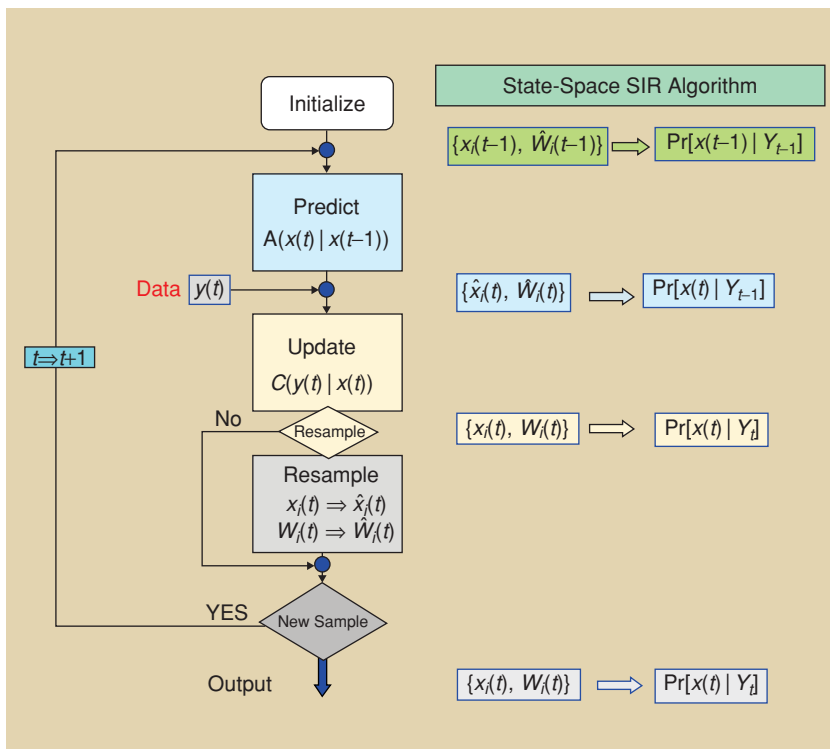 State-Space SIR Algorithm
Initialize
{xᵢ(t–1), Ŵᵢ(t–1)}
Pr[x(t–1) | Yₜ₋₁]
Predict
A(x(t) | x(t–1))
Data
y(t)
{x̂ᵢ(t), Ŵᵢ(t)}
Pr[x(t) | Yₜ₋₁]
Update
C(y(t) | x(t))
t⇒t+1
No
Resample
{xᵢ(t), Wᵢ(t)}
Pr[x(t) | Yₜ]
Resample
xᵢ(t) ⇒ x̂ᵢ(t)
Wᵢ(t) ⇒ Ŵᵢ(t)
YES
New Sample
Output
{xᵢ(t), Wᵢ(t)}
Pr[x(t) | Yₜ]